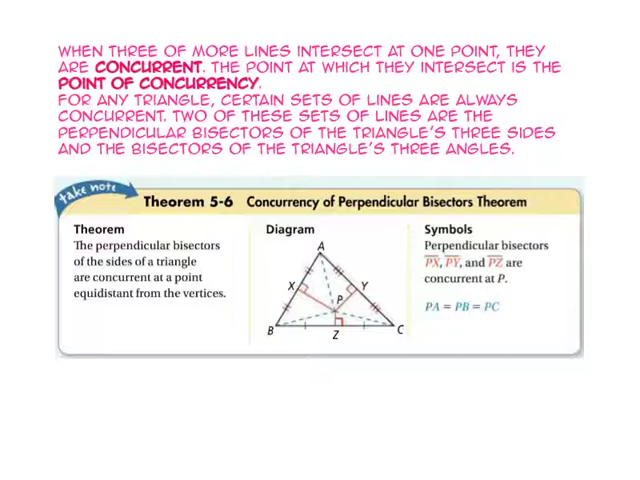 WHEN THREE OF MORE LINES INTERSECT AT ONE POINT, THEY
ARE CONCURRENT. THE POINT AT WHICH THEY INTERSECT IS THE
POINT OF CONCURRENCY.
FOR ANY TRIANGLE, CERTAIN SETS OF LINES ARE ALWAYS
CONCURRENT. TWO OF THESE SETS OF LINES ARE THE
PERPENDICULAR BISECTORS OF THE TRIANGLE'S THREE SIDES
AND THE BISECTORS OF THE TRIANGLE'S THREE ANGLES.
take note
Theorem 5-6 Concurrency of Perpendicular Bisectors Theorem
Theorem
The perpendicular bisectors
of the sides of a triangle
are concurrent at a point
equidistant from the vertices.
Diagram
A
X
Y
P
B
Z
C
Symbols
Perpendicular bisectors
PX, PY, and PZ are
concurrent at P.
PA = PB = PC